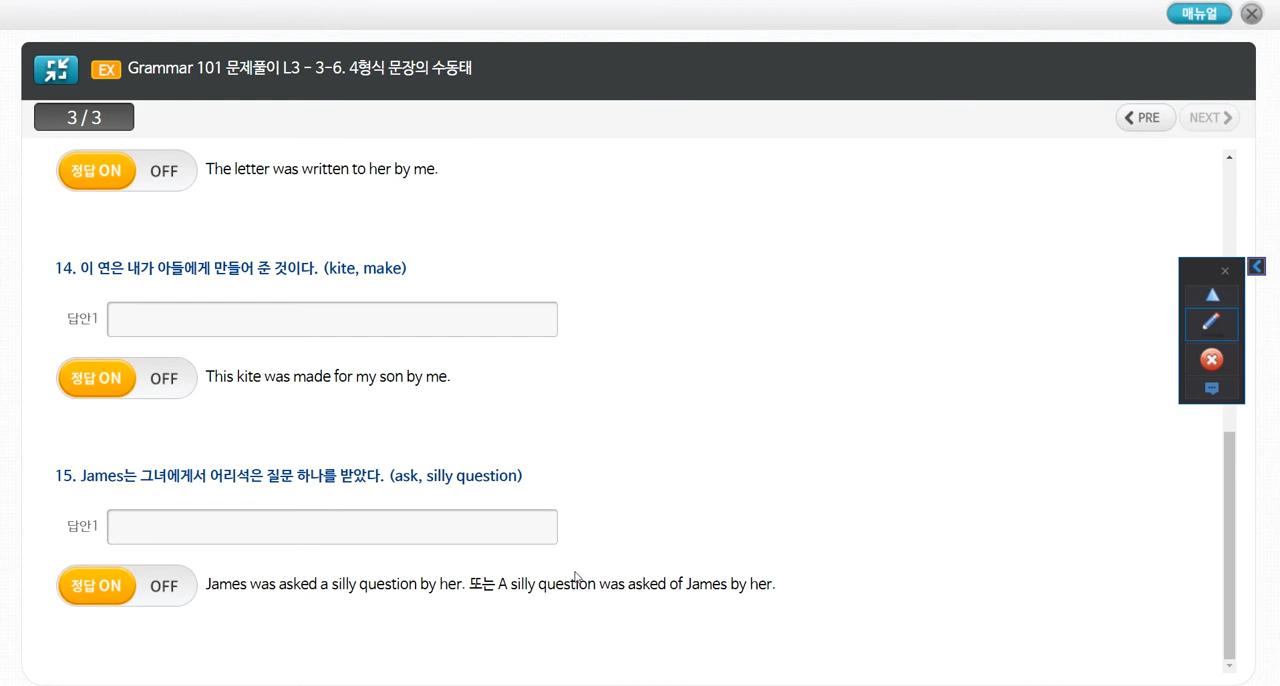 매뉴얼
EX Grammar 101 문제풀이 L3 - 3-6. 4형식 문장의 수동태
3 / 3
PRE NEXT
정답 ON OFF The letter was written to her by me.
14. 이 연은 내가 아들에게 만들어 준 것이다. (kite, make)
답안1
정답 ON OFF This kite was made for my son by me.
15. James는 그녀에게서 어리석은 질문 하나를 받았다. (ask, silly question)
답안1
정답 ON OFF James was asked a silly question by her. 또는 A silly question was asked of James by her.